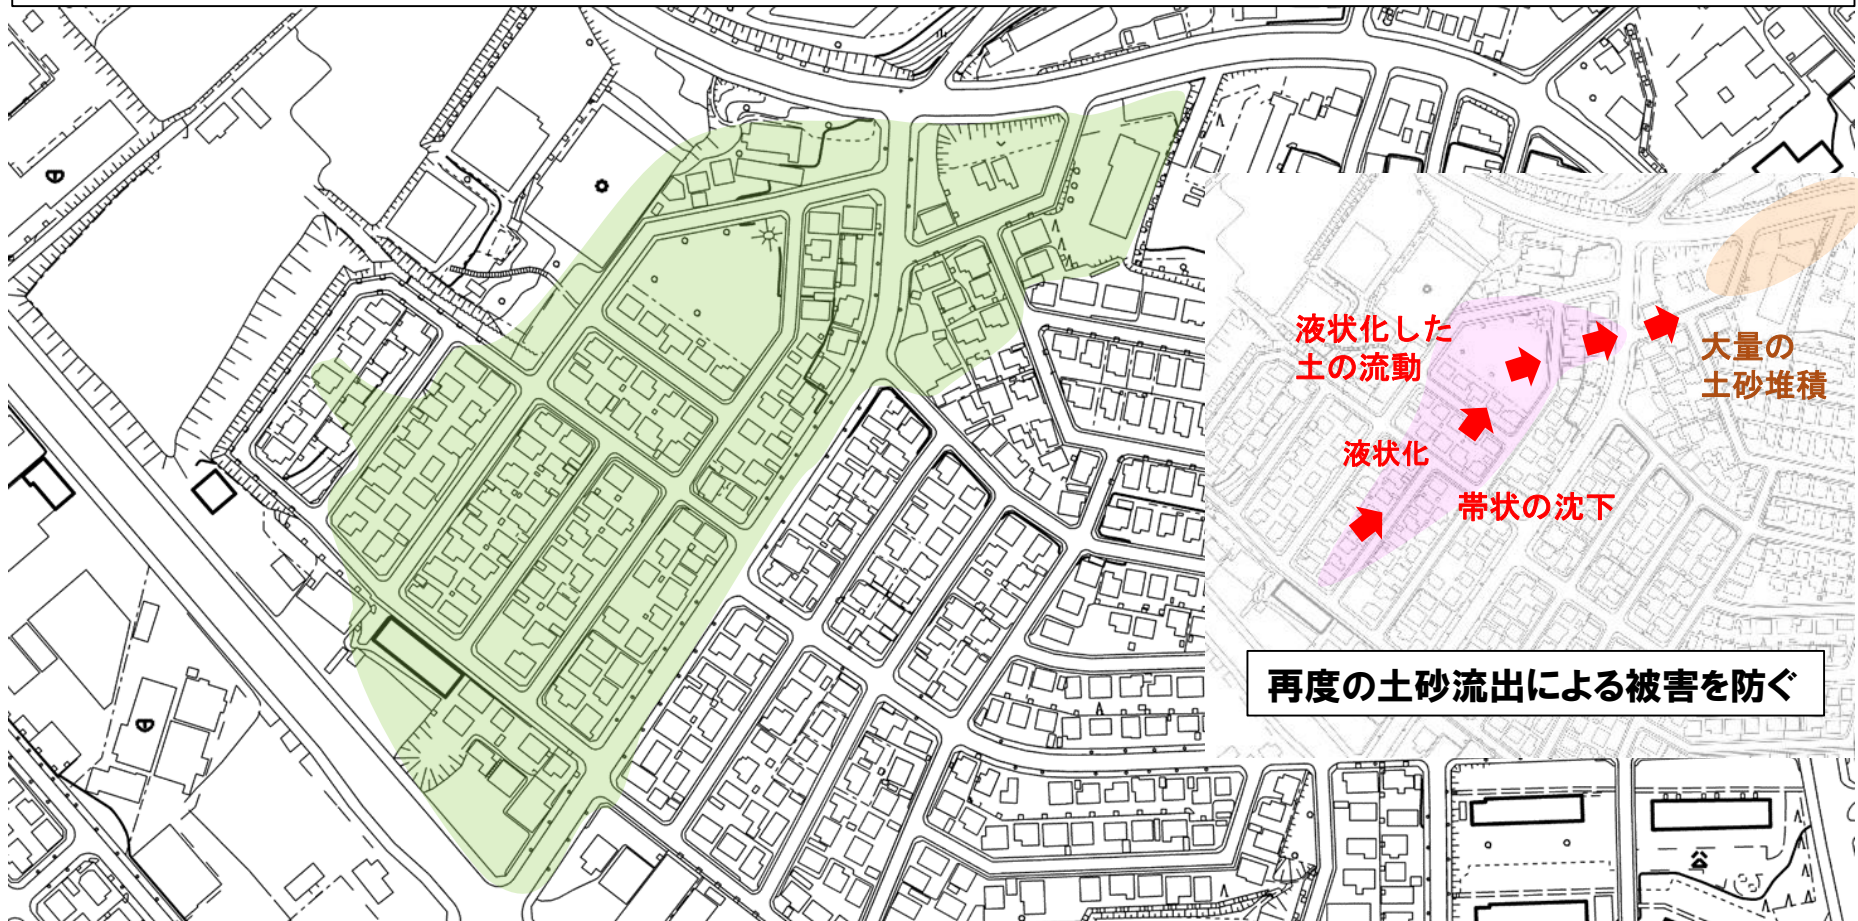 液状化した
土の流動
大量の
土砂堆積
液状化
帯状の沈下
再度の土砂流出による被害を防ぐ